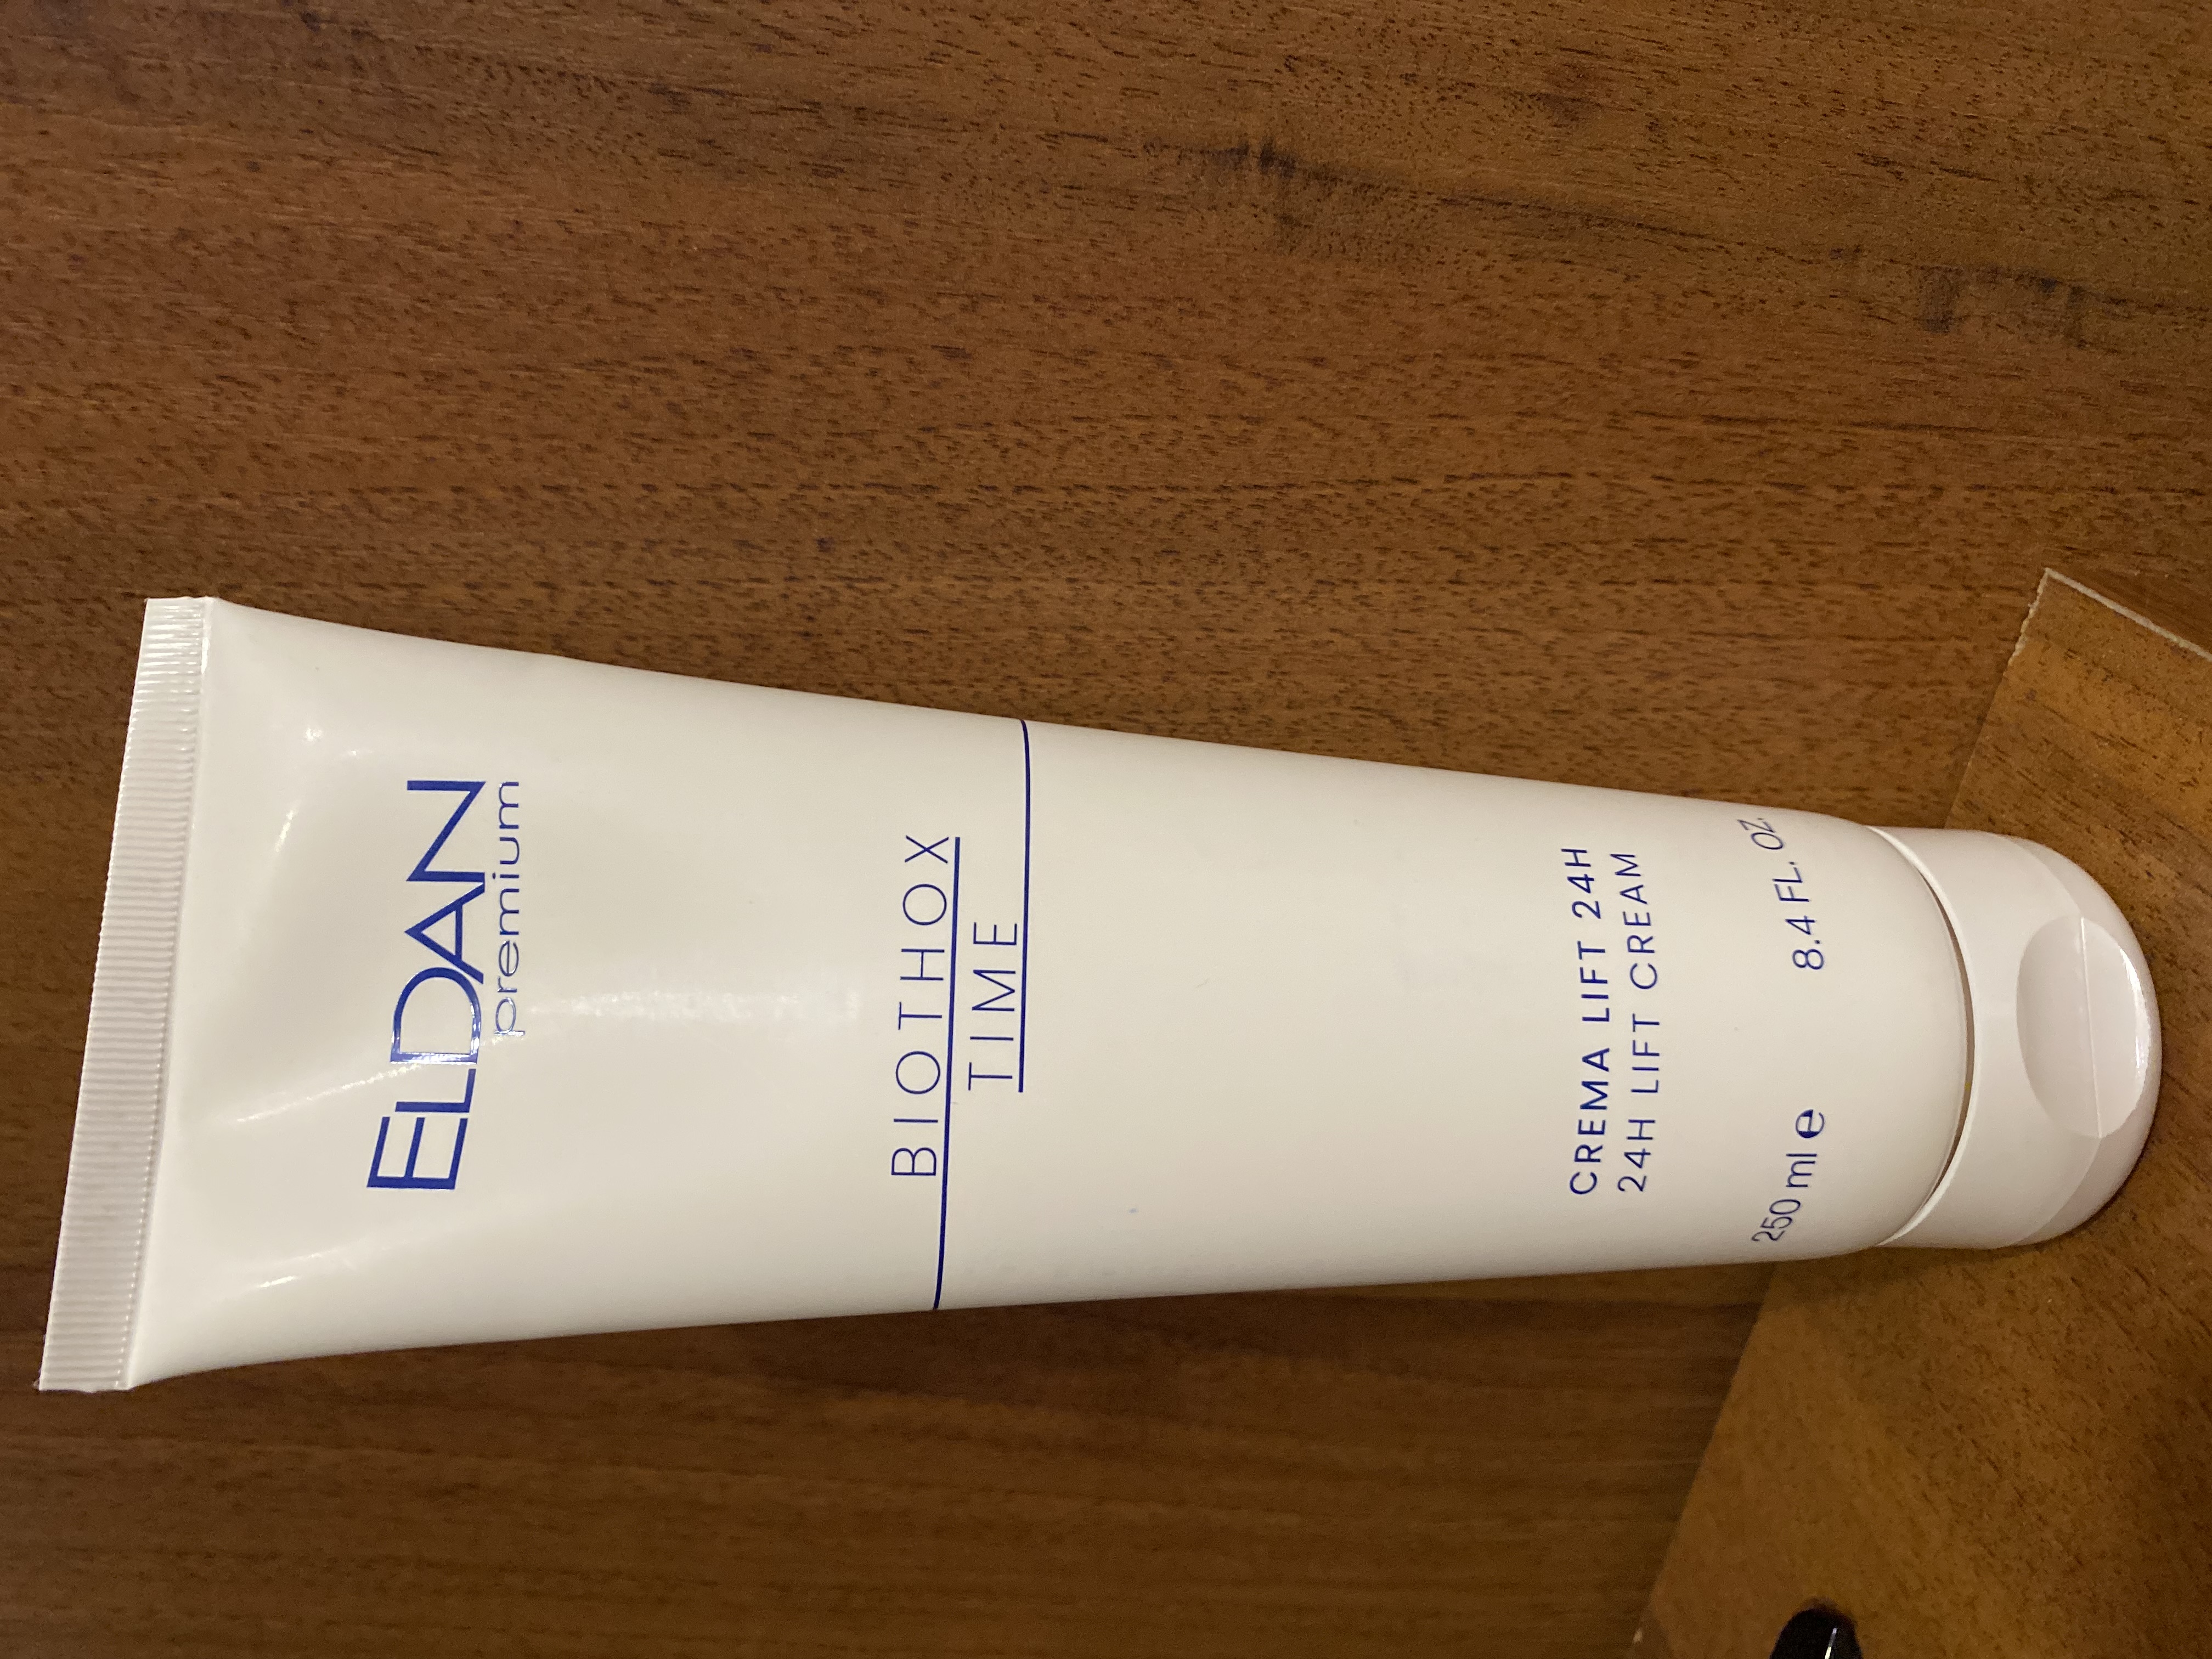 ELDAN
premium
BIOTHOX
TIME
CREMA LIFT 24H
24H LIFT CREAM
250 ml ℮ 8.4 FL. OZ.